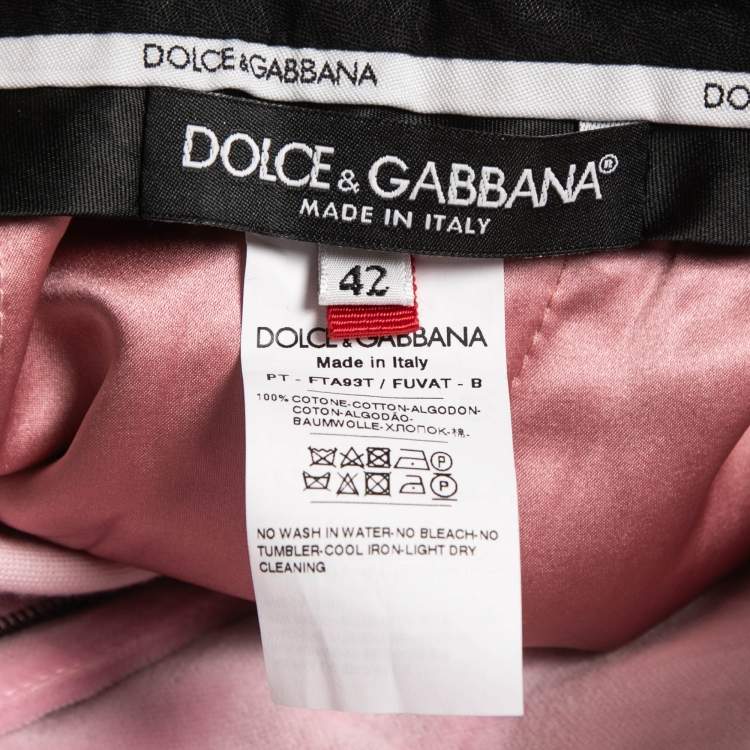 DOLCE&GABBANA
DO
DOLCE & GABBANA®
MADE IN ITALY
42
DOLCE&GABBANA
Made in Italy
PT - FTA93T / FUVAT - B
100% COTONE-COTTON-ALGODON-
COTON-ALGODÃO-
BAUMWOLLE-ХЛОПОК-棉-
P
P
NO WASH IN WATER-NO BLEACH-NO
TUMBLER-COOL IRON-LIGHT DRY
CLEANING